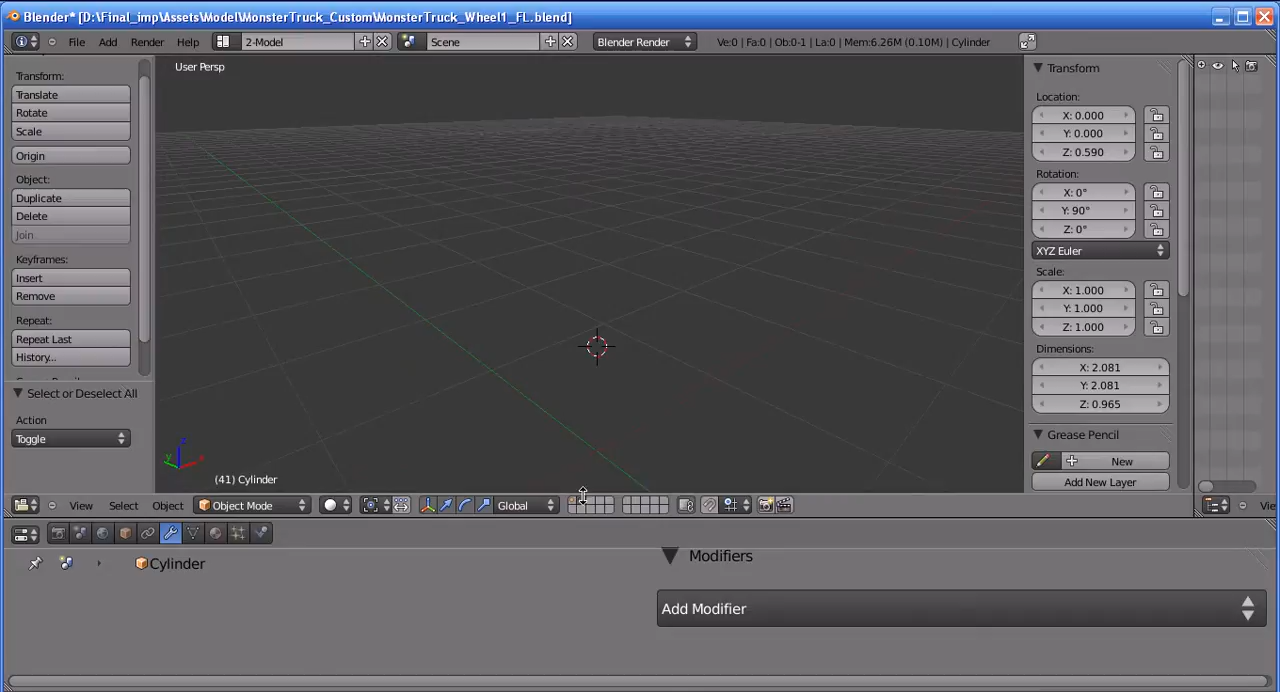 Blender* [D:\Final_imp\Assets\Model\MonsterTruck_Custom\MonsterTruck_Wheel1_FL.blend]
File Add Render Help 2-Model Scene Blender Render Ve:0 | Fa:0 | Ob:0-1 | La:0 | Mem:6.26M (0.10M) | Cylinder
User Persp
Transform:
Translate
Rotate
Scale
Origin
Object:
Duplicate
Delete
Join
Keyframes:
Insert
Remove
Repeat:
Repeat Last
History...
Select or Deselect All
Action
Toggle
y z x
(41) Cylinder
Transform
Location:
X: 0.000
Y: 0.000
Z: 0.590
Rotation:
X: 0°
Y: 90°
Z: 0°
XYZ Euler
Scale:
X: 1.000
Y: 1.000
Z: 1.000
Dimensions:
X: 2.081
Y: 2.081
Z: 0.965
Grease Pencil
New
Add New Layer
View Select Object Object Mode Global
Vie
Cylinder
Modifiers
Add Modifier